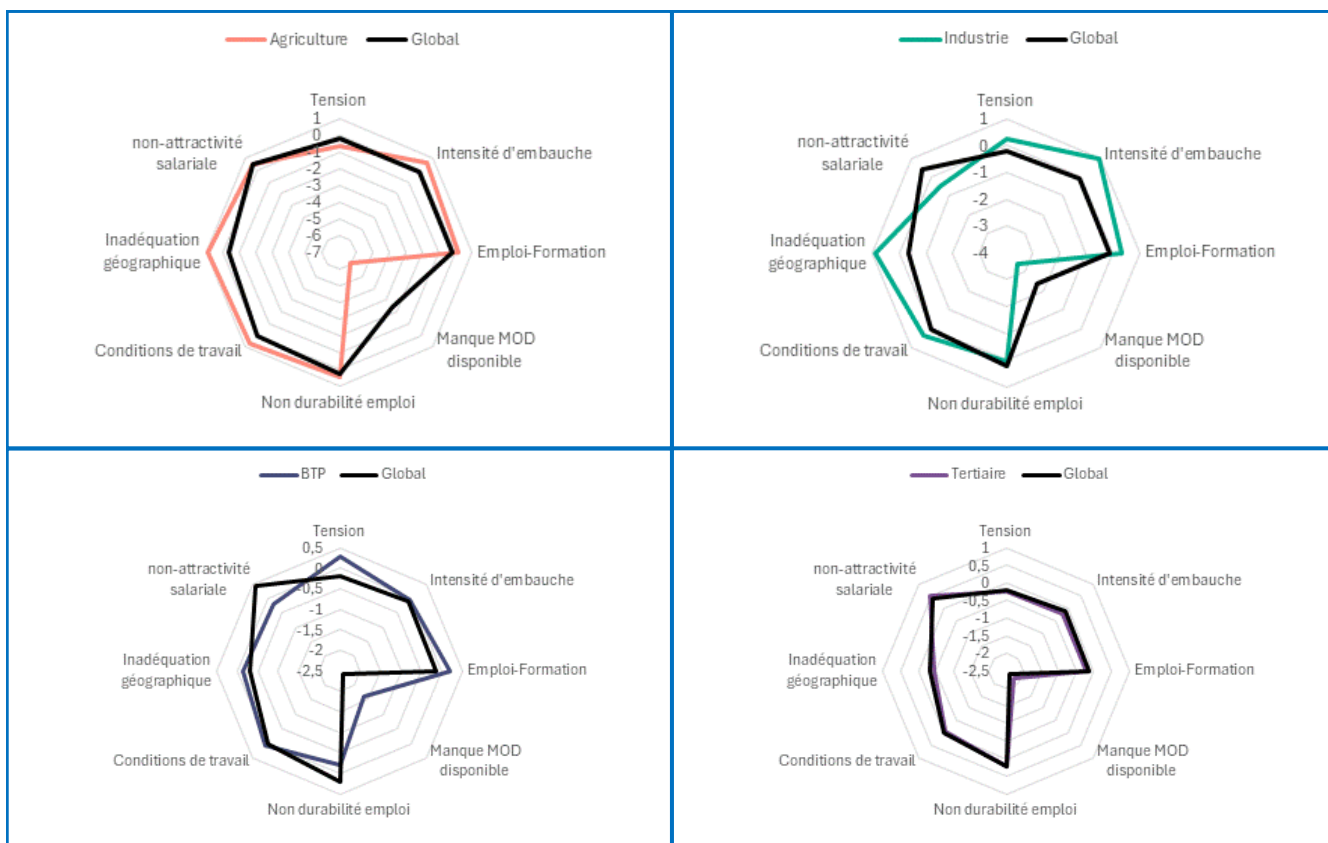 Agriculture Global
Tension
1
0
-1
-2
-3
-4
-5
-6
-7
Intensité d'embauche
Emploi-Formation
Manque MOD
disponible
Non durabilité emploi
Conditions de travail
Inadéquation
géographique
non-attractivité
salariale
Industrie Global
Tension
1
0
-1
-2
-3
-4
Intensité d'embauche
Emploi-Formation
Manque MOD
disponible
Non durabilité emploi
Conditions de travail
Inadéquation
géographique
non-attractivité
salariale
BTP Global
Tension
0,5
0
-0,5
-1
-1,5
-2
-2,5
Intensité d'embauche
Emploi-Formation
Manque MOD
disponible
Non durabilité emploi
Conditions de travail
Inadéquation
géographique
non-attractivité
salariale
Tertiaire Global
Tension
1
0,5
0
-0,5
-1
-1,5
-2
-2,5
Intensité d'embauche
Emploi-Formation
Manque MOD
disponible
Non durabilité emploi
Conditions de travail
Inadéquation
géographique
non-attractivité
salariale